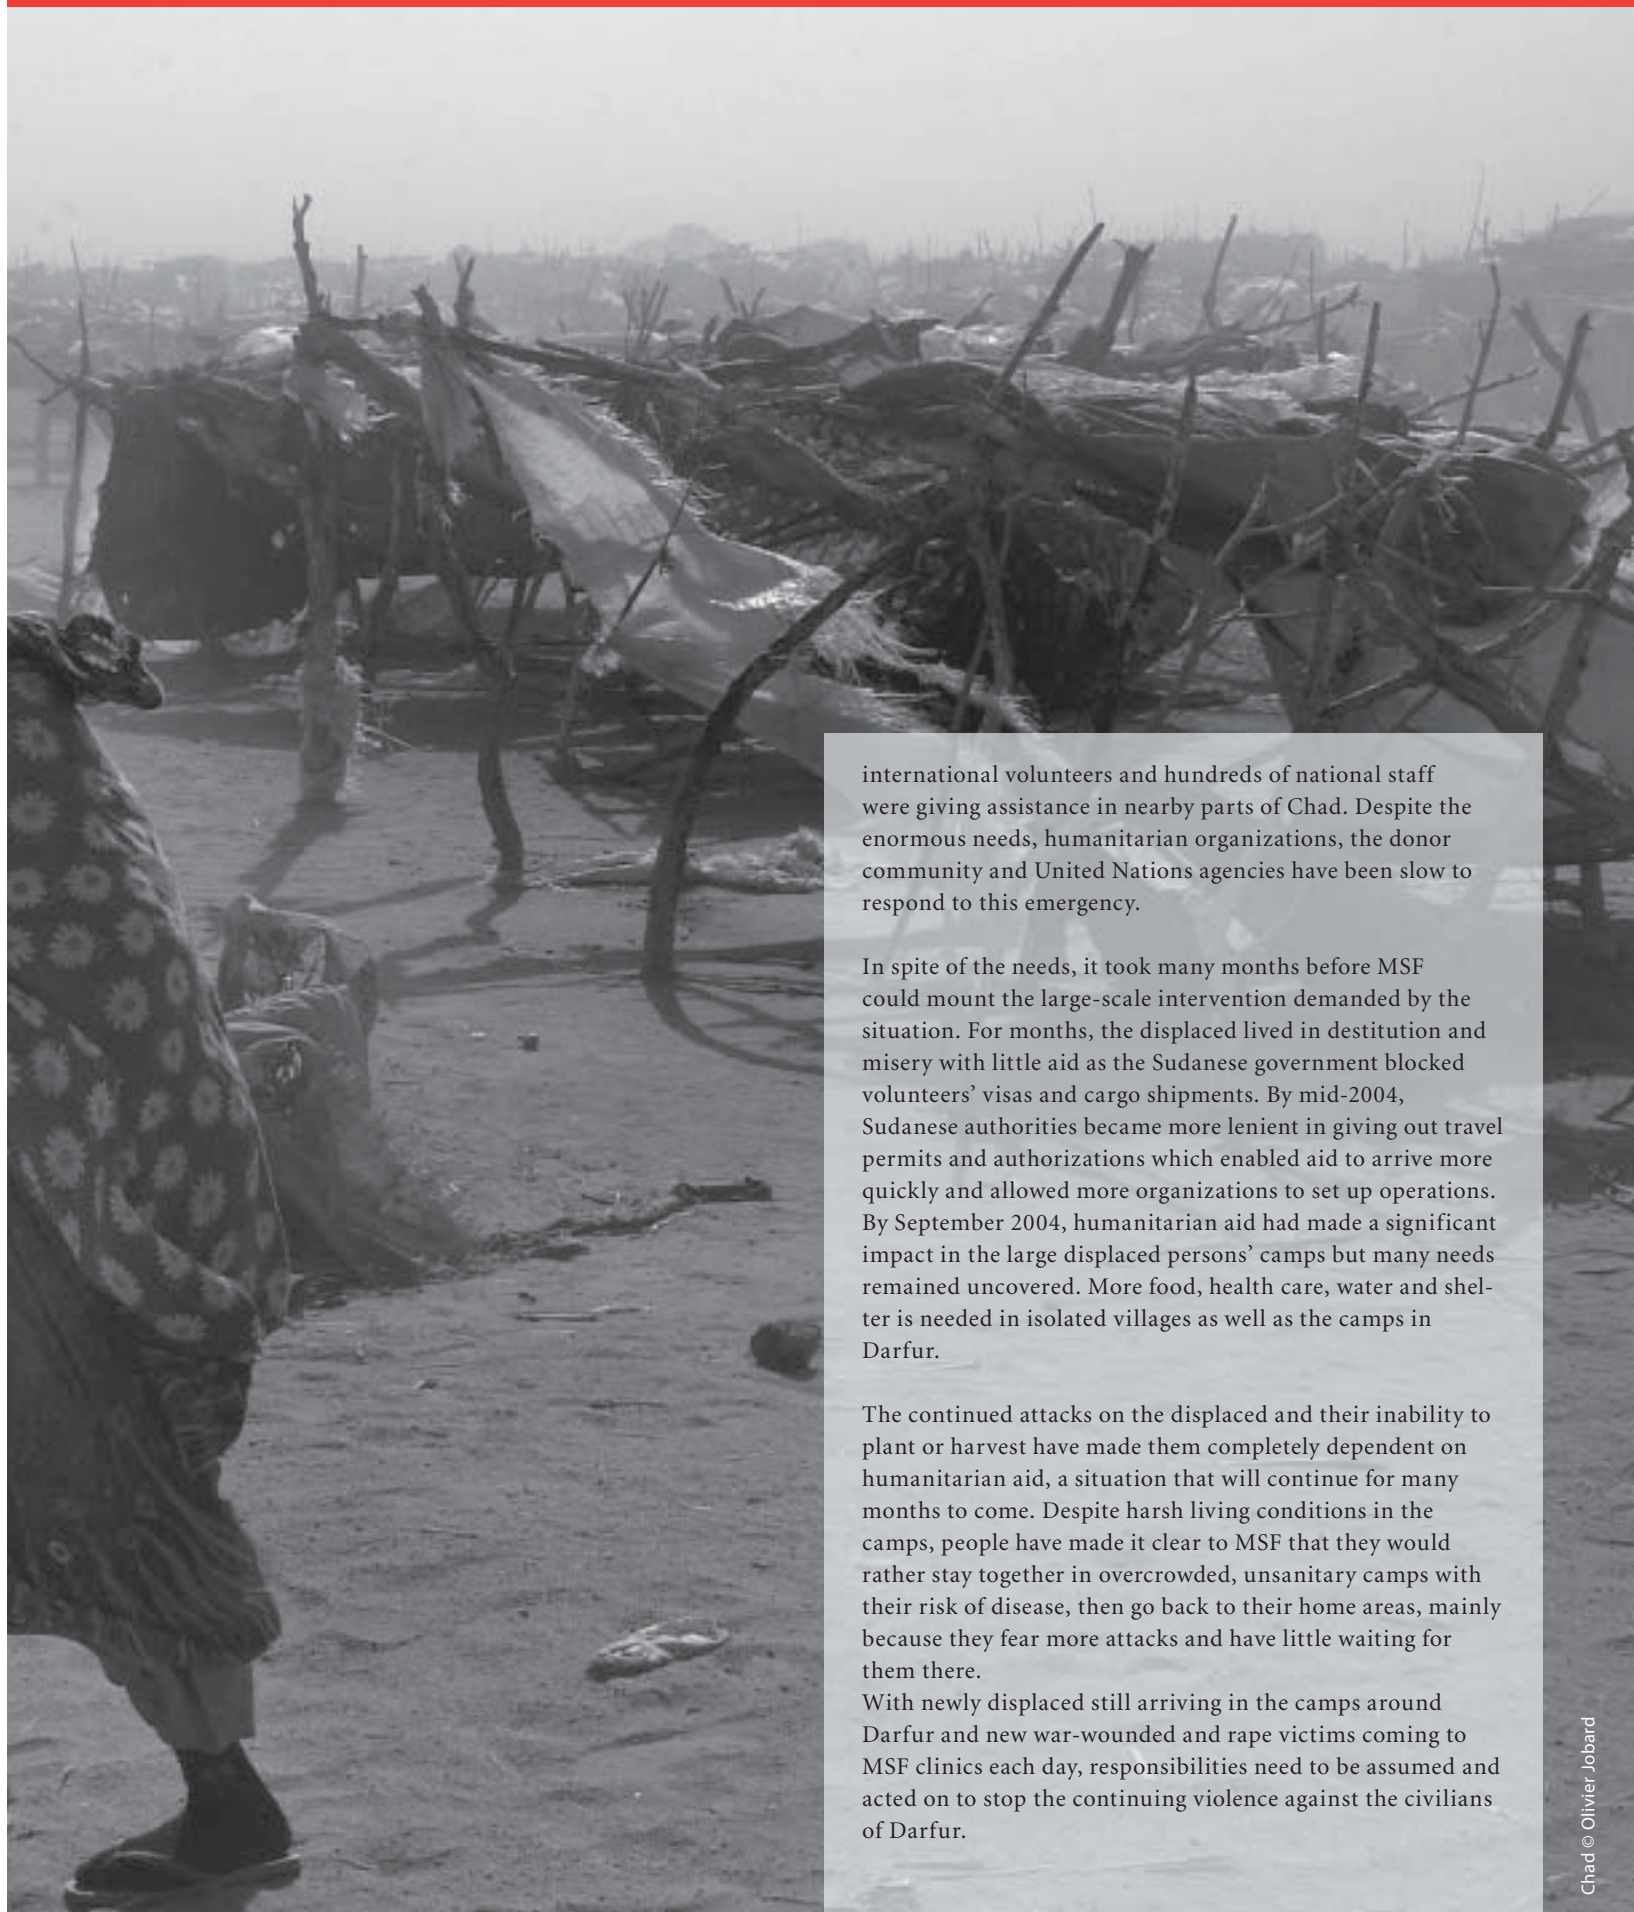 international volunteers and hundreds of national staff
were giving assistance in nearby parts of Chad. Despite the
enormous needs, humanitarian organizations, the donor
community and United Nations agencies have been slow to
respond to this emergency.
In spite of the needs, it took many months before MSF
could mount the large-scale intervention demanded by the
situation. For months, the displaced lived in destitution and
misery with little aid as the Sudanese government blocked
volunteers’ visas and cargo shipments. By mid-2004,
Sudanese authorities became more lenient in giving out travel
permits and authorizations which enabled aid to arrive more
quickly and allowed more organizations to set up operations.
By September 2004, humanitarian aid had made a significant
impact in the large displaced persons’ camps but many needs
remained uncovered. More food, health care, water and shel-
ter is needed in isolated villages as well as the camps in
Darfur.
The continued attacks on the displaced and their inability to
plant or harvest have made them completely dependent on
humanitarian aid, a situation that will continue for many
months to come. Despite harsh living conditions in the
camps, people have made it clear to MSF that they would
rather stay together in overcrowded, unsanitary camps with
their risk of disease, then go back to their home areas, mainly
because they fear more attacks and have little waiting for
them there.
With newly displaced still arriving in the camps around
Darfur and new war-wounded and rape victims coming to
MSF clinics each day, responsibilities need to be assumed and
acted on to stop the continuing violence against the civilians
of Darfur.
Chad © Olivier Jobard